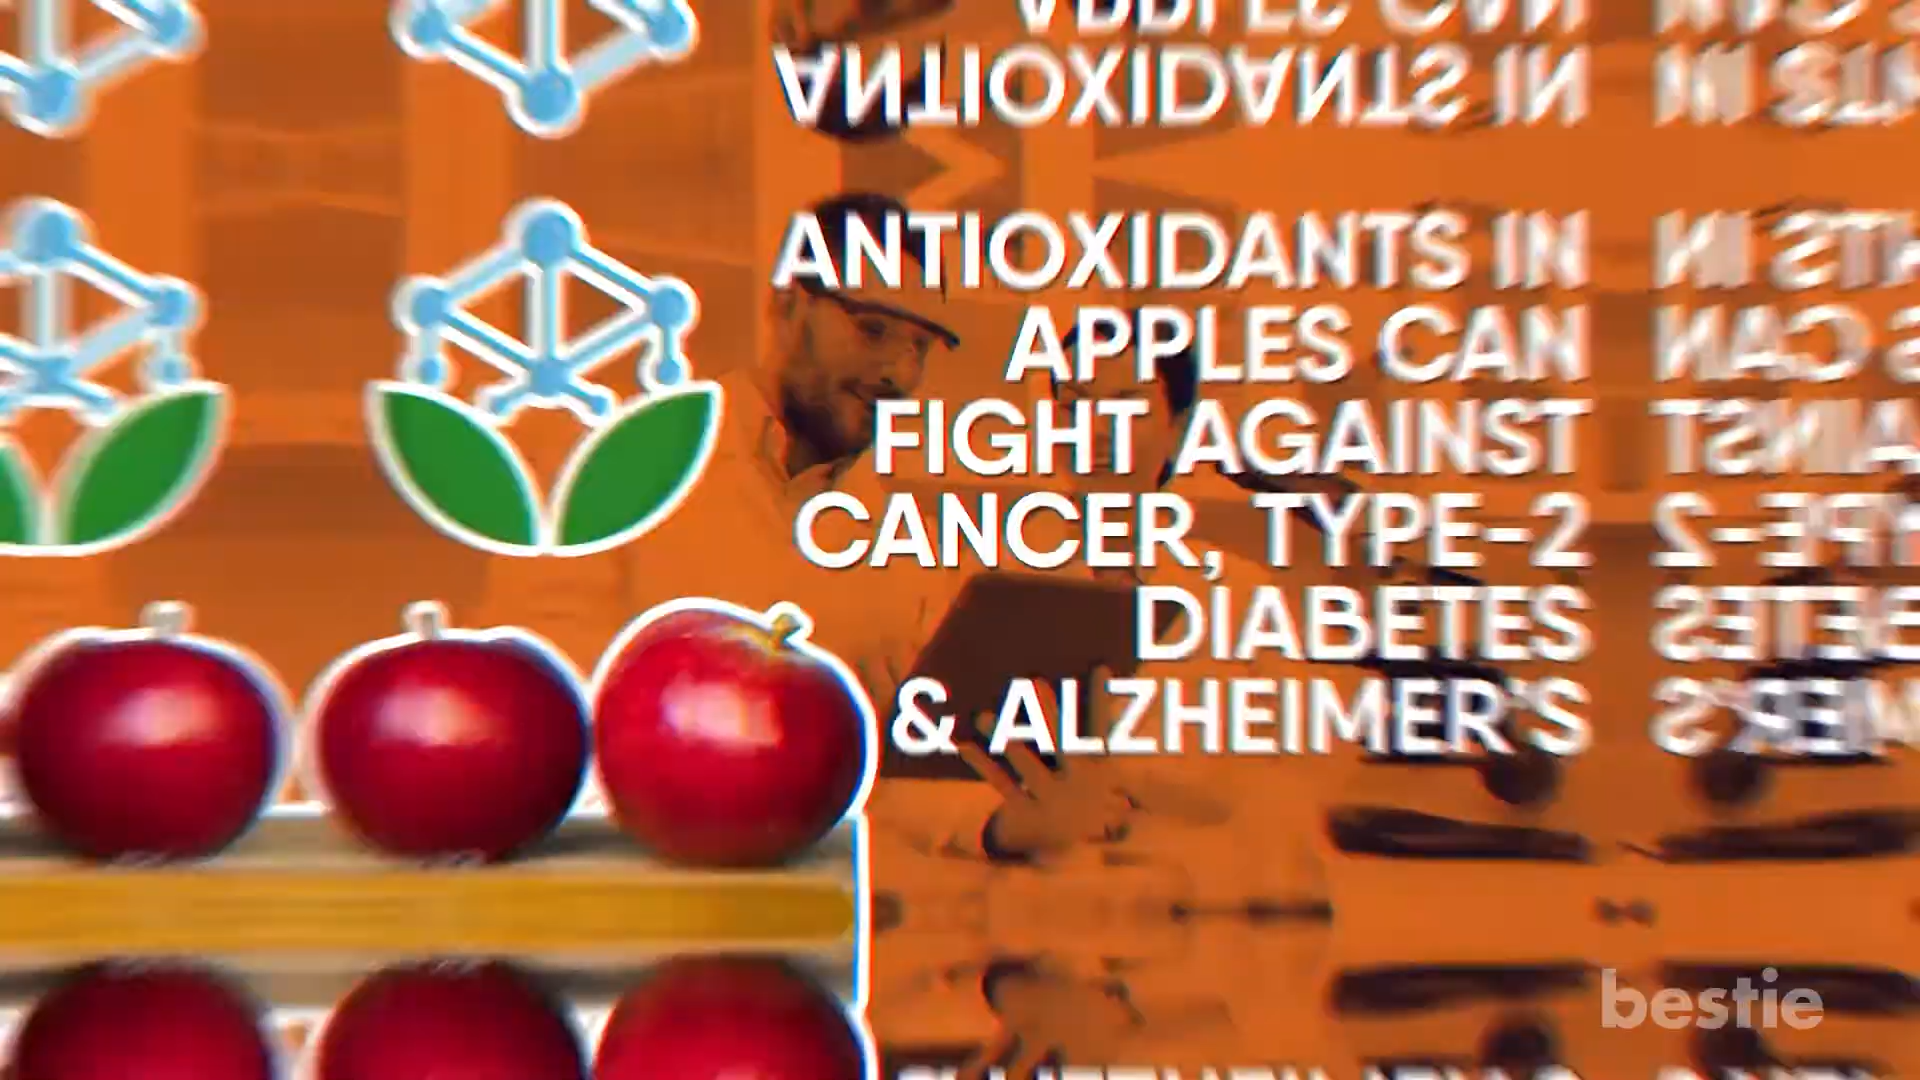 ANTIOXIDANTS IN
APPLES CAN
FIGHT AGAINST
CANCER, TYPE-2
DIABETES
& ALZHEIMER'S
bestie